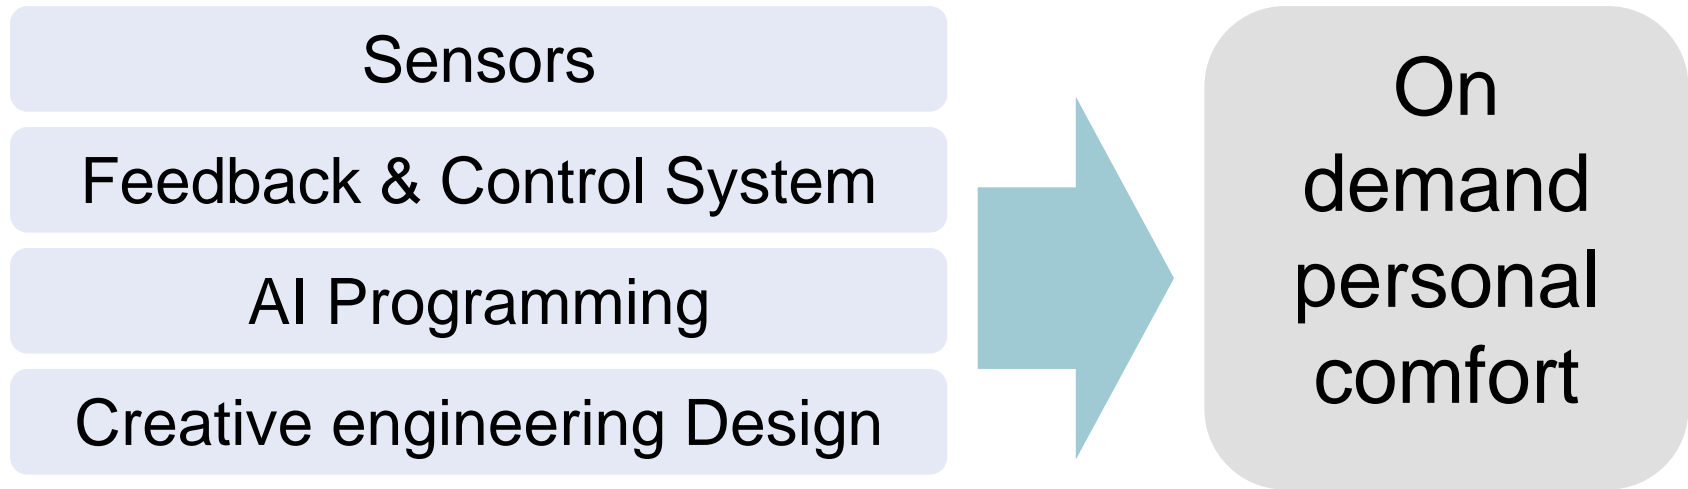 Sensors
Feedback & Control System
AI Programming
Creative engineering Design
On
demand
personal
comfort